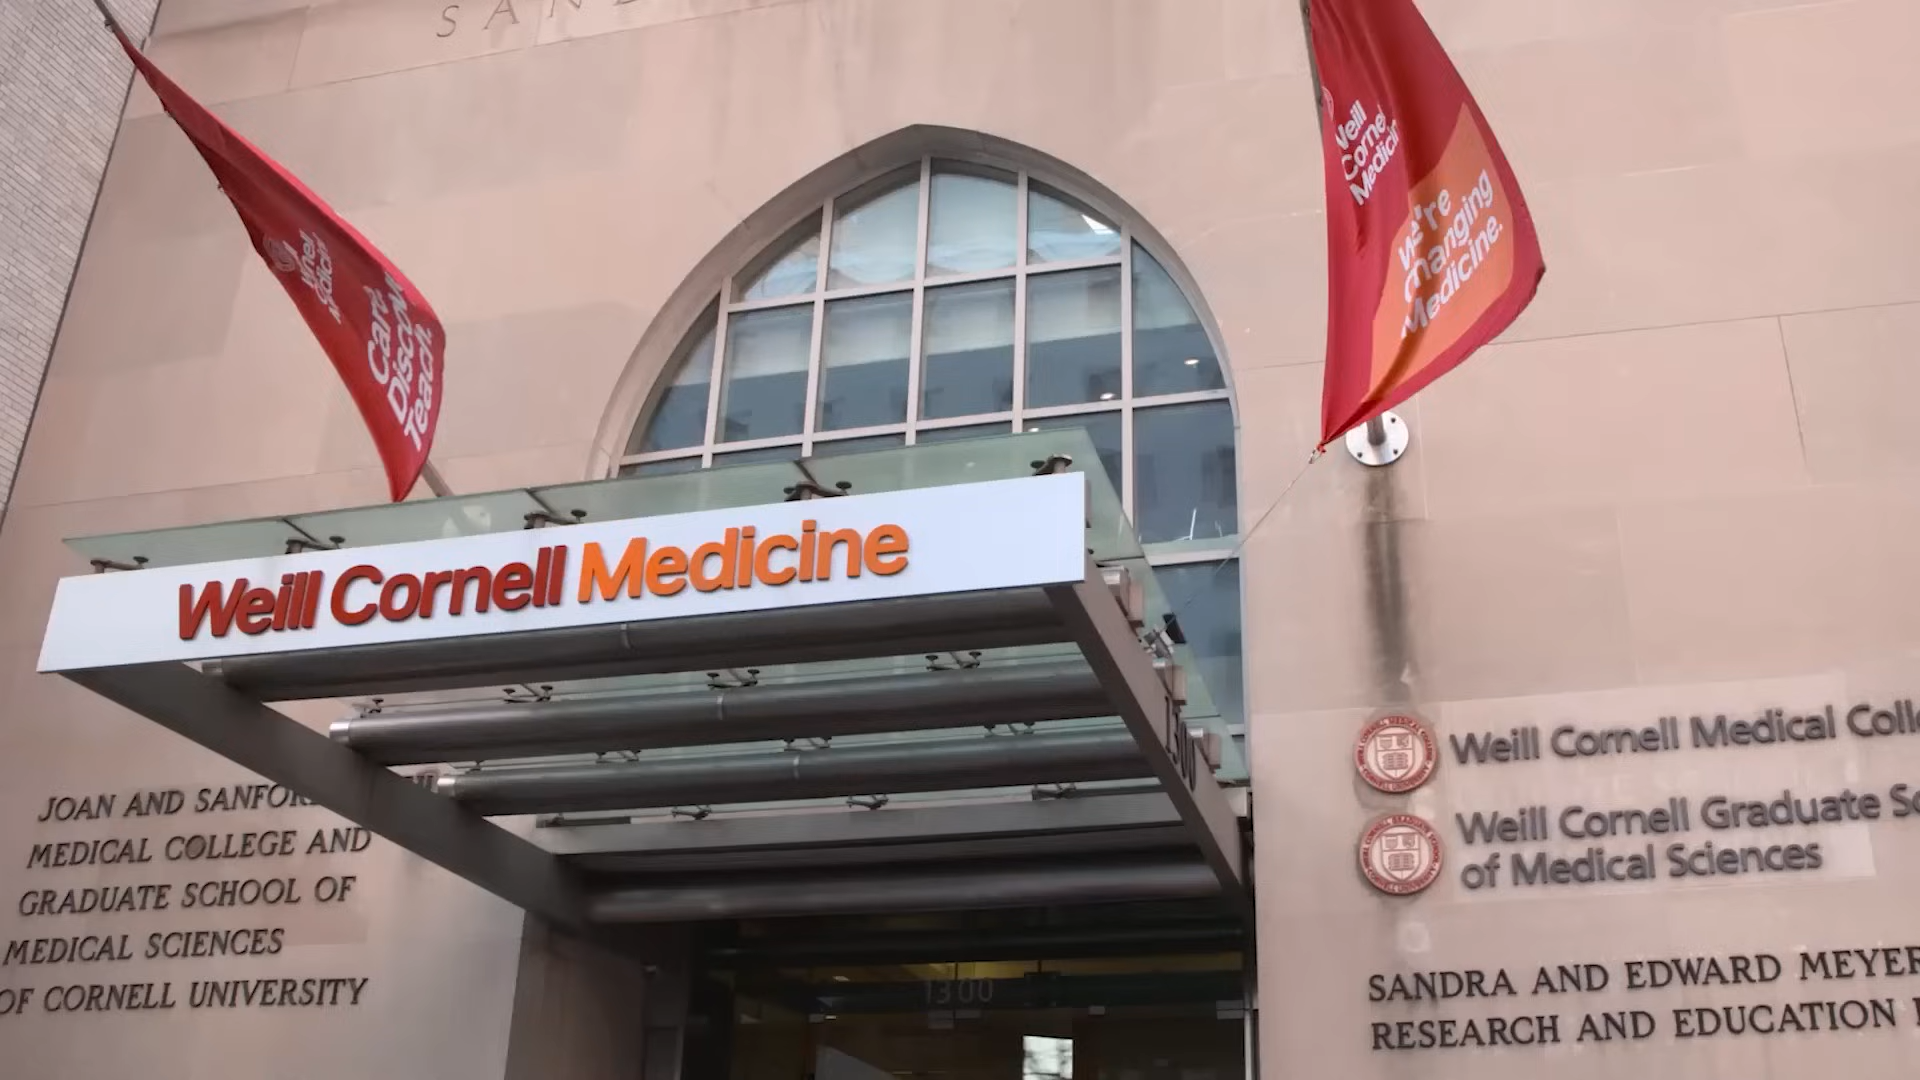 SAND
Weill
Cornell
Medicin
we're
changing
Medicine.
Care.
Discover.
Teach.
Weill Cornell Medicine
1300
JOAN AND SANFOR
MEDICAL COLLEGE AND
GRADUATE SCHOOL OF
MEDICAL SCIENCES
OF CORNELL UNIVERSITY
1300
Weill Cornell Medical Colle
Weill Cornell Graduate Sc
of Medical Sciences
SANDRA AND EDWARD MEYER
RESEARCH AND EDUCATION